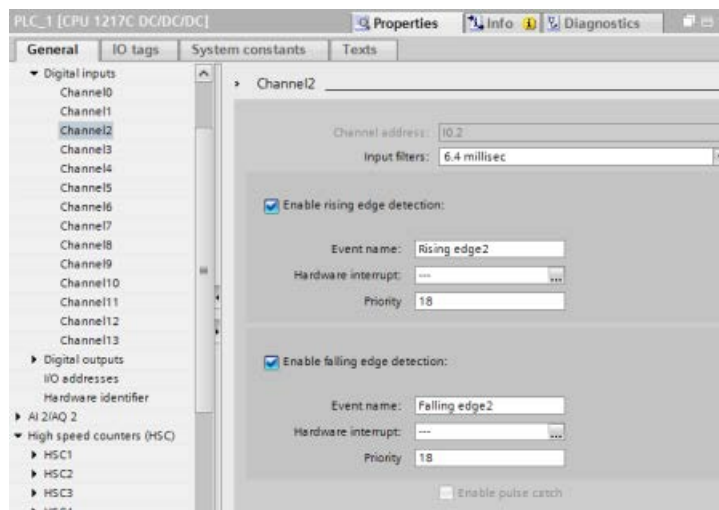 PLC_1 [CPU 1217C DC/DC/DC]
Properties
Info
Diagnostics
General
IO tags
System constants
Texts
Digital inputs
Channel0
Channel1
Channel2
Channel3
Channel4
Channel5
Channel6
Channel7
Channel8
Channel9
Channel10
Channel11
Channel12
Channel13
Digital outputs
I/O addresses
Hardware identifier
AI 2/AQ 2
High speed counters (HSC)
HSC1
HSC2
HSC3
Channel2
Channel address: I0.2
Input filters: 6.4 millisec
Enable rising edge detection:
Event name: Rising edge2
Hardware interrupt: ---
...
Priority 18
Enable falling edge detection:
Event name: Falling edge2
Hardware interrupt: ---
...
Priority 18
Enable pulse catch